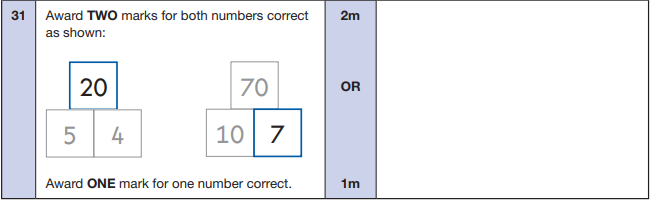 31 Award TWO marks for both numbers correct 2m
as shown:
20 70 OR
5 4 10 7
Award ONE mark for one number correct. 1m